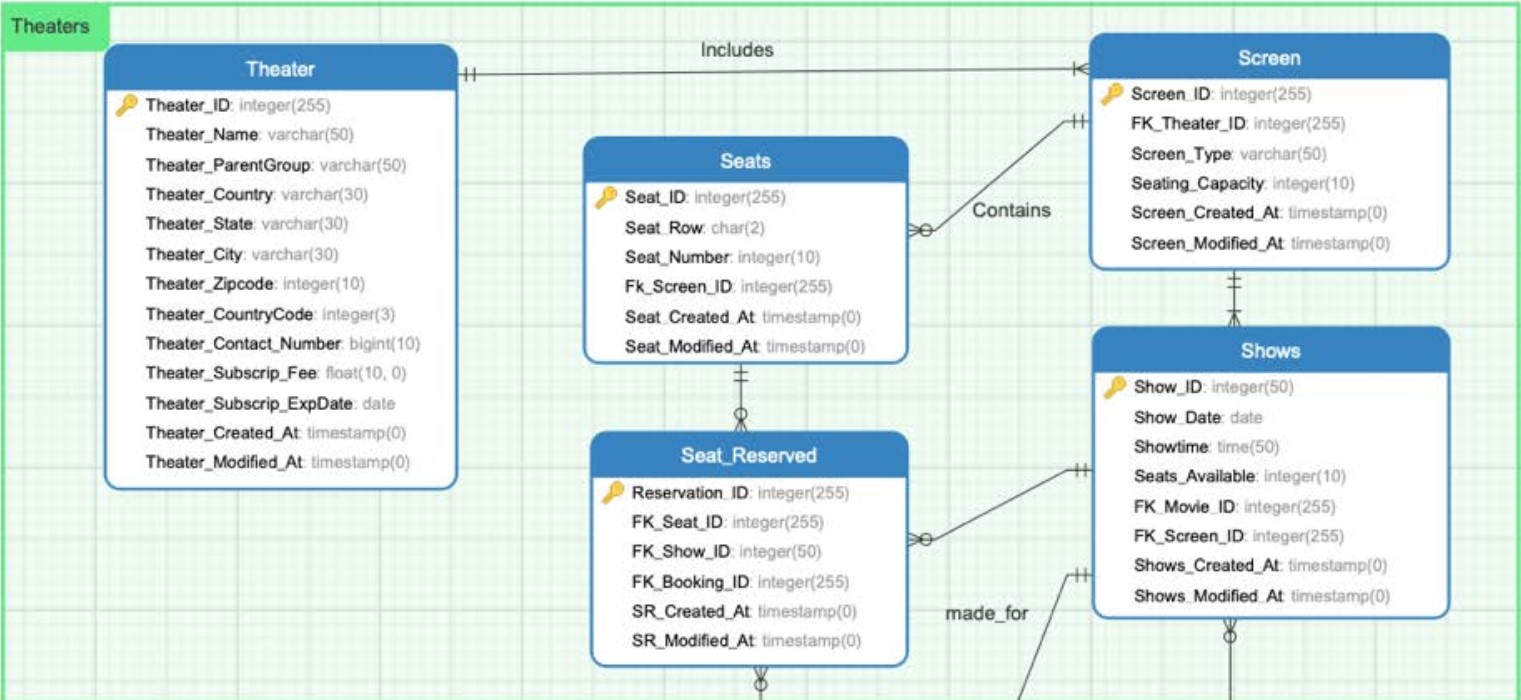 Theaters
Theater
Theater_ID: integer(255)
Theater_Name: varchar(50)
Theater_ParentGroup: varchar(50)
Theater_Country: varchar(30)
Theater_State: varchar(30)
Theater_City: varchar(30)
Theater_Zipcode: integer(10)
Theater_CountryCode: integer(3)
Theater_Contact_Number: bigint(10)
Theater_Subscrip_Fee: float(10, 0)
Theater_Subscrip_ExpDate: date
Theater_Created_At: timestamp(0)
Theater_Modified_At: timestamp(0)
Includes
Seats
Seat_ID: integer(255)
Seat_Row: char(2)
Seat_Number: integer(10)
Fk_Screen_ID: integer(255)
Seat_Created_At: timestamp(0)
Seat_Modified_At: timestamp(0)
Contains
Screen
Screen_ID: integer(255)
FK_Theater_ID: integer(255)
Screen_Type: varchar(50)
Seating_Capacity: integer(10)
Screen_Created_At: timestamp(0)
Screen_Modified_At: timestamp(0)
Seat_Reserved
Reservation_ID: integer(255)
FK_Seat_ID: integer(255)
FK_Show_ID: integer(50)
FK_Booking_ID: integer(255)
SR_Created_At: timestamp(0)
SR_Modified_At: timestamp(0)
made_for
Shows
Show_ID: integer(50)
Show_Date: date
Showtime: time(50)
Seats_Available: integer(10)
FK_Movie_ID: integer(255)
FK_Screen_ID: integer(255)
Shows_Created_At: timestamp(0)
Shows_Modified_At: timestamp(0)